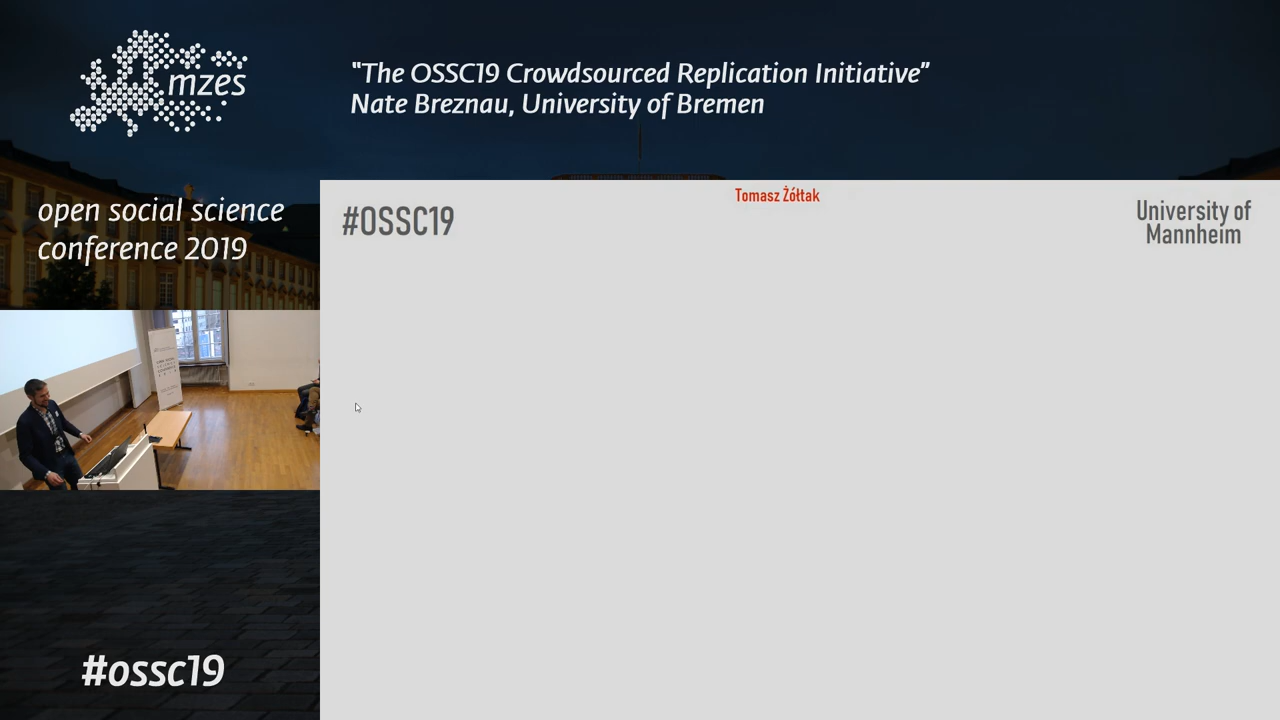 mzes
"The OSSC19 Crowdsourced Replication Initiative"
Nate Breznau, University of Bremen
open social science
conference 2019
Tomasz Żółtak
#OSSC19
University of
Mannheim
#ossc19